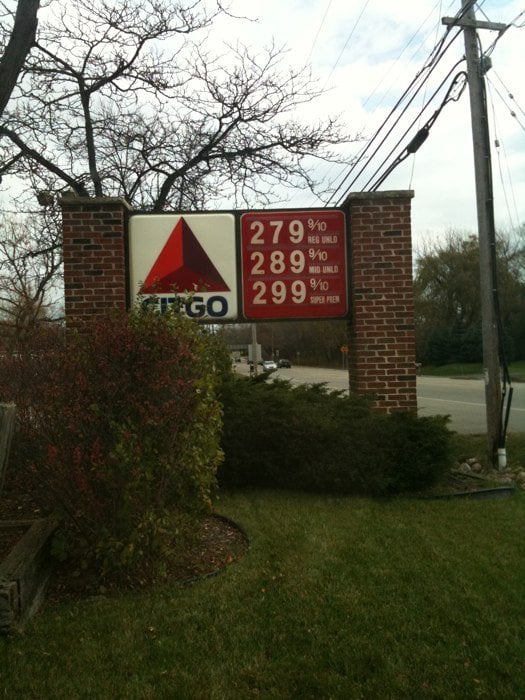 CITGO
279 9/10 REG UNLD
289 9/10 MID UNLD
299 9/10 SUPER PREM